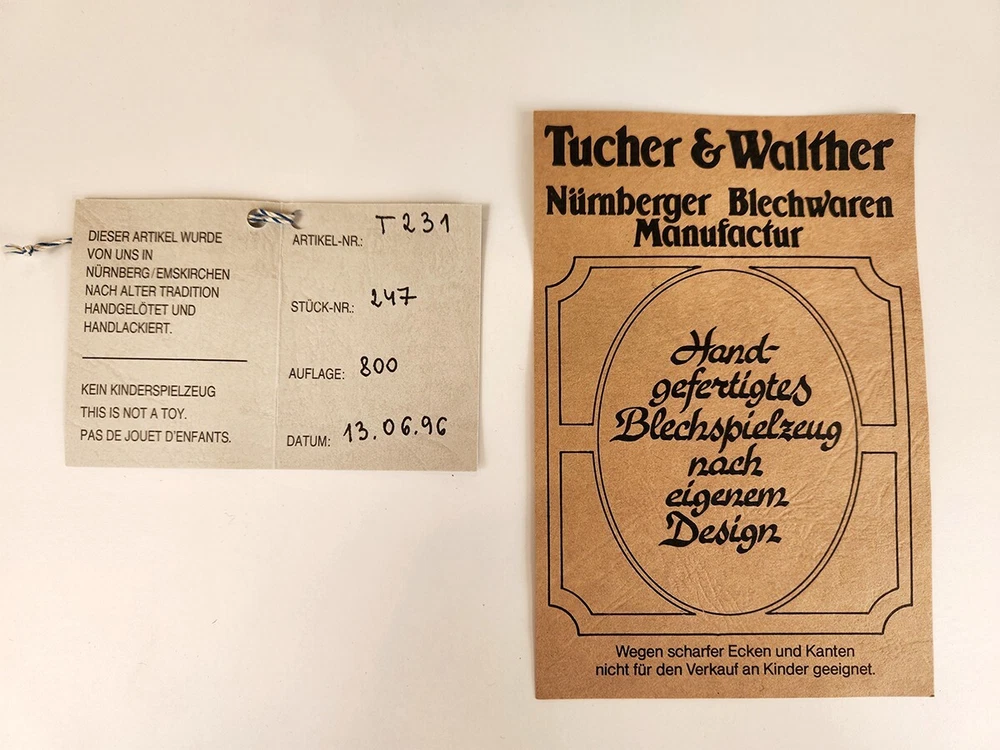 DIESER ARTIKEL WURDE
VON UNS IN
NÜRNBERG/EMSKIRCHEN
NACH ALTER TRADITION
HANDGELÖTET UND
HANDLACKIERT.
KEIN KINDERSPIELZEUG
THIS IS NOT A TOY.
PAS DE JOUET D'ENFANTS.
ARTIKEL-NR.: T 231
STÜCK-NR.: 247
AUFLAGE: 800
DATUM: 13.06.96
Tucher & Walther
Nürnberger Blechwaren
Manufactur
Hand-
gefertigtes
Blechspielzeug
nach
eigenem
Design
Wegen scharfer Ecken und Kanten
nicht für den Verkauf an Kinder geeignet.